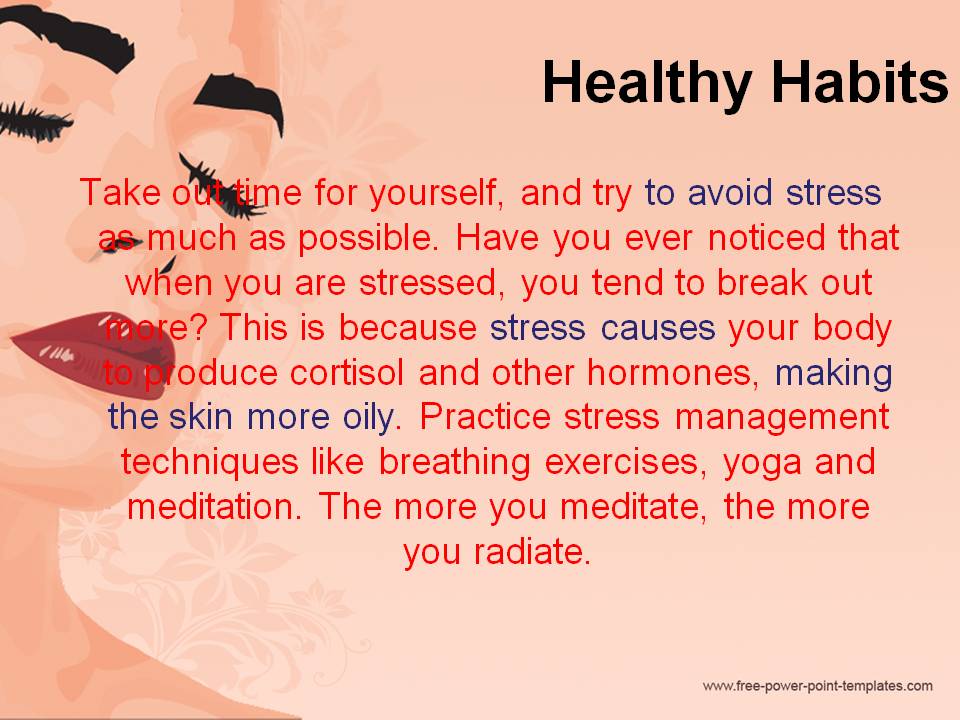 Healthy Habits
Take out time for yourself, and try to avoid stress
as much as possible. Have you ever noticed that
when you are stressed, you tend to break out
more? This is because stress causes your body
to produce cortisol and other hormones, making
the skin more oily. Practice stress management
techniques like breathing exercises, yoga and
meditation. The more you meditate, the more
you radiate.
www.free-power-point-templates.com